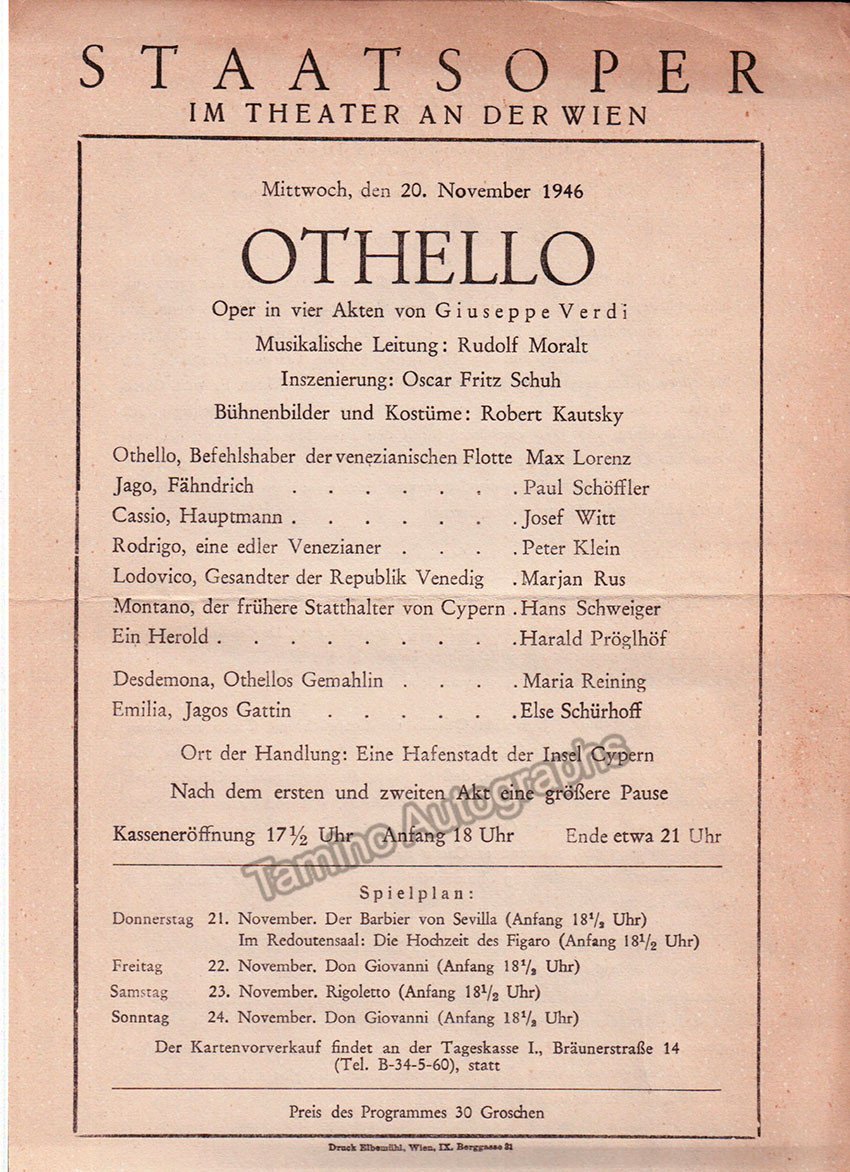 STAATSOPER
IM THEATER AN DER WIEN
Mittwoch, den 20. November 1946
OTHELLO
Oper in vier Akten von Giuseppe Verdi
Musikalische Leitung: Rudolf Moralt
Inszenierung: Oscar Fritz Schuh
Bühnenbilder und Kostüme: Robert Kautsky
Othello, Befehlshaber der venezianischen Flotte Max Lorenz
Jago, Fähndrich . . . . . . . Paul Schöffler
Cassio, Hauptmann . . . . . . . Josef Witt
Rodrigo, eine edler Venezianer . . . . Peter Klein
Lodovico, Gesandter der Republik Venedig . Marjan Rus
Montano, der frühere Statthalter von Cypern . Hans Schweiger
Ein Herold . . . . . . . . . Harald Pröglhöf
Desdemona, Othellos Gemahlin . . . . Maria Reining
Emilia, Jagos Gattin . . . . . . Else Schürhoff
Ort der Handlung: Eine Hafenstadt der Insel Cypern
Nach dem ersten und zweiten Akt eine größere Pause
Kasseneröffnung 17½ Uhr Anfang 18 Uhr Ende etwa 21 Uhr
Tamino Autographs
Spielplan:
Donnerstag 21. November. Der Barbier von Sevilla (Anfang 18½ Uhr)
Im Redoutensaal: Die Hochzeit des Figaro (Anfang 18½ Uhr)
Freitag 22. November. Don Giovanni (Anfang 18½ Uhr)
Samstag 23. November. Rigoletto (Anfang 18½ Uhr)
Sonntag 24. November. Don Giovanni (Anfang 18½ Uhr)
Der Kartenvorverkauf findet an der Tageskasse I., Bräunerstraße 14
(Tel. B-34-5-60), statt
Preis des Programmes 30 Groschen
Druck Elbemühl, Wien, IX. Berggasse 31